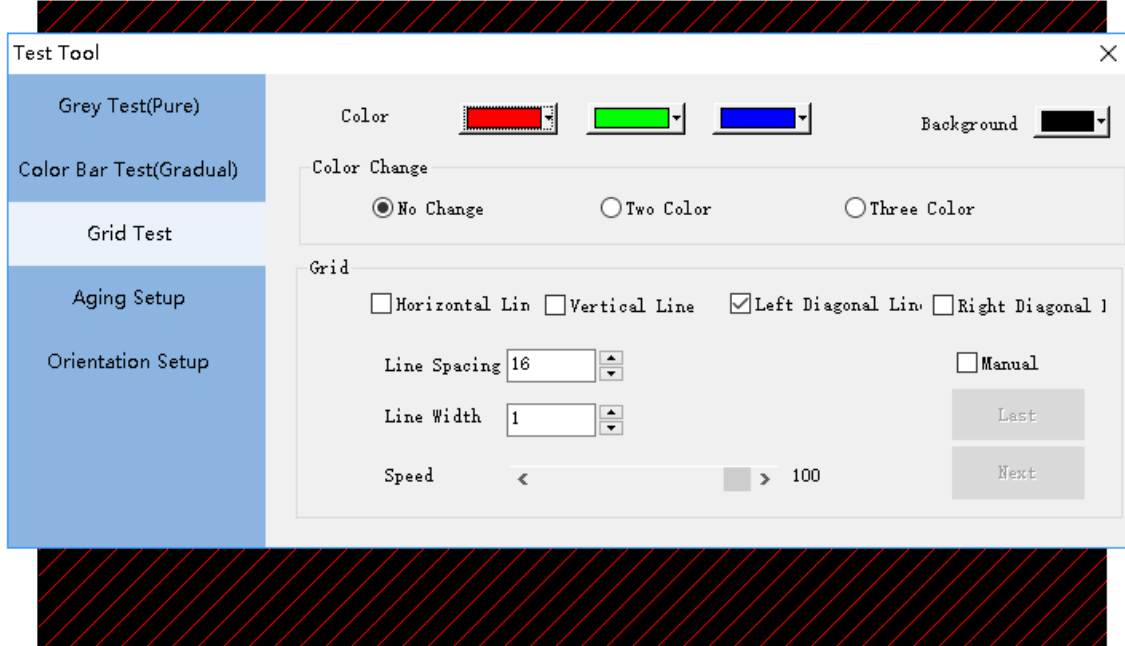 Test Tool
Grey Test(Pure)
Color Bar Test(Gradual)
Grid Test
Aging Setup
Orientation Setup
Color
Background
Color Change
No Change Two Color Three Color
Grid
Horizontal Lin Vertical Line Left Diagonal Lin Right Diagonal
Line Spacing 16
Manual
Line Width 1
Last
Speed 100
Next